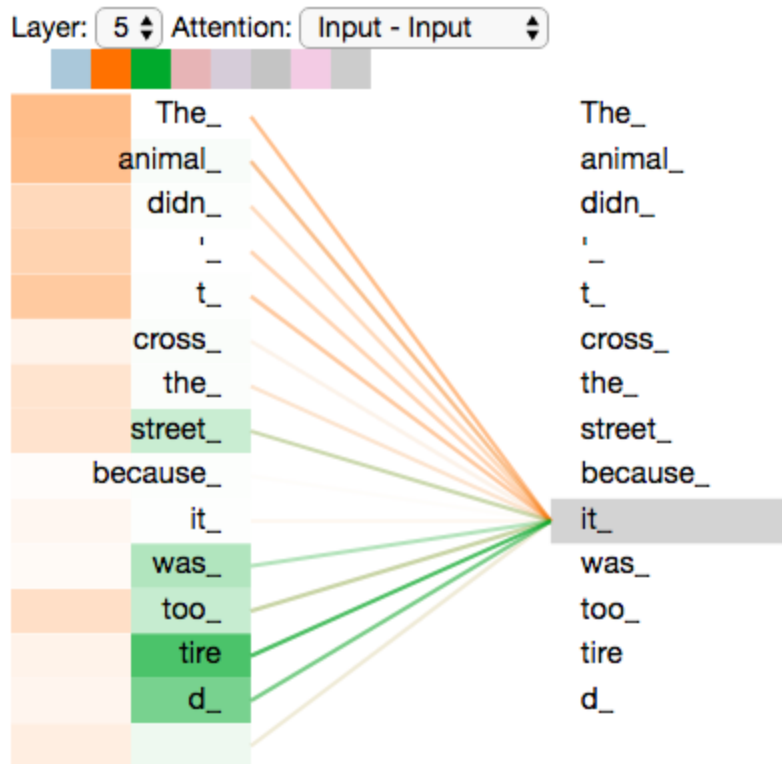 Layer: 5 Attention: Input - Input
The_ The_
animal_ animal_
didn_ didn_
'_ '_
t_ t_
cross_ cross_
the_ the_
street_ street_
because_ because_
it_ it_
was_ was_
too_ too_
tire tire
d_ d_